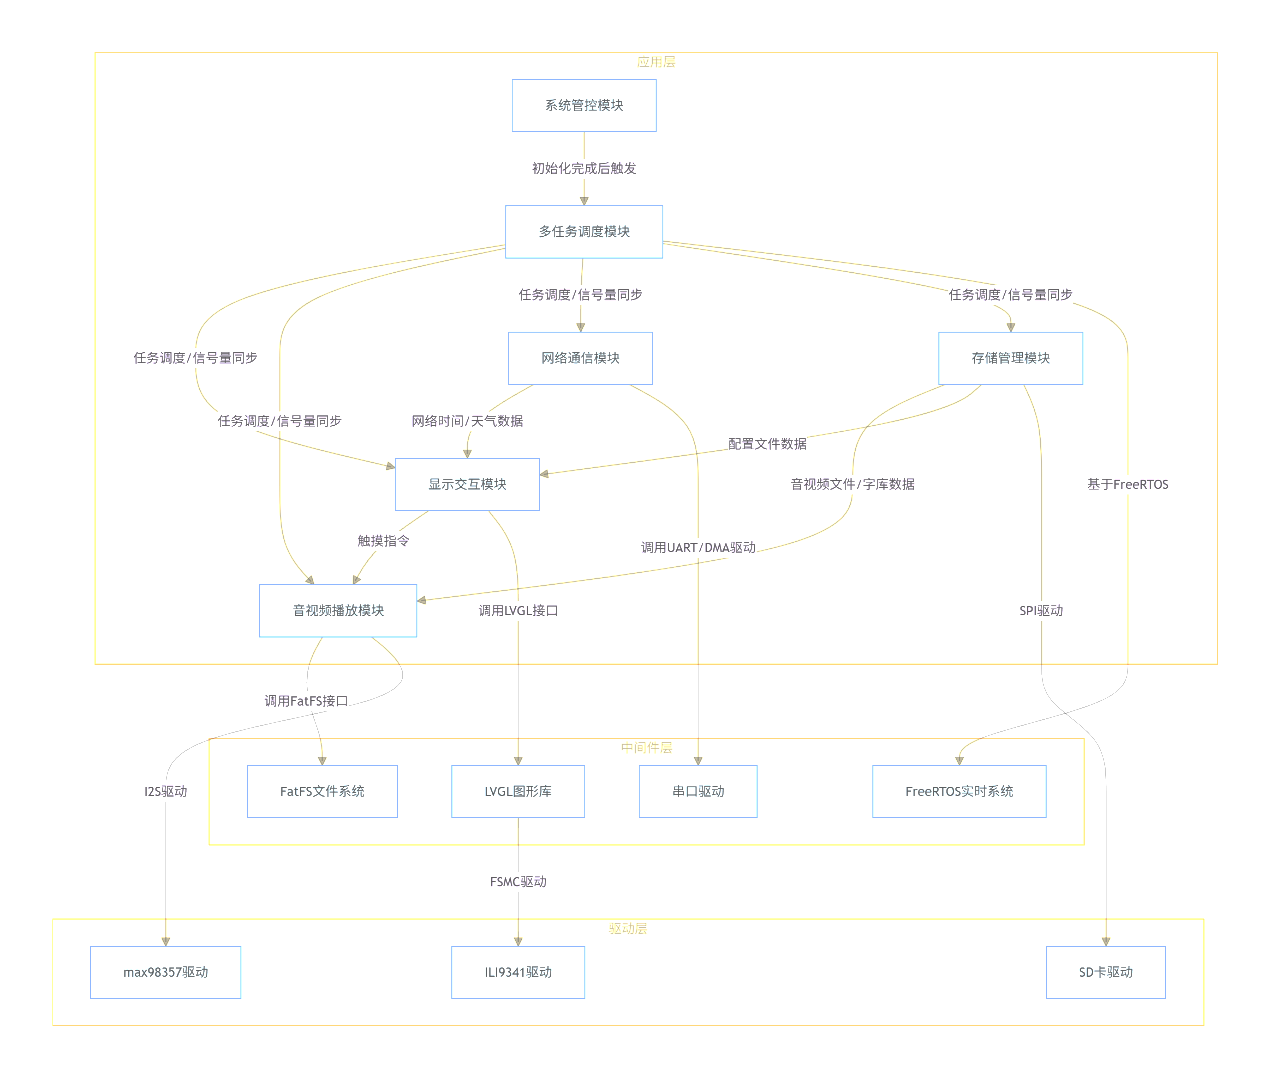 应用层
系统管控模块
初始化完成后触发
多任务调度模块
任务调度/信号量同步
任务调度/信号量同步
任务调度/信号量同步
网络通信模块
存储管理模块
任务调度/信号量同步
网络时间/天气数据
配置文件数据
显示交互模块
音视频文件/字库数据
基于FreeRTOS
触摸指令
调用UART/DMA驱动
音视频播放模块
调用LVGL接口
SPI驱动
调用FatFS接口
中间件层
I2S驱动
FatFS文件系统
LVGL图形库
串口驱动
FreeRTOS实时系统
FSMC驱动
驱动层
max98357驱动
ILI9341驱动
SD卡驱动